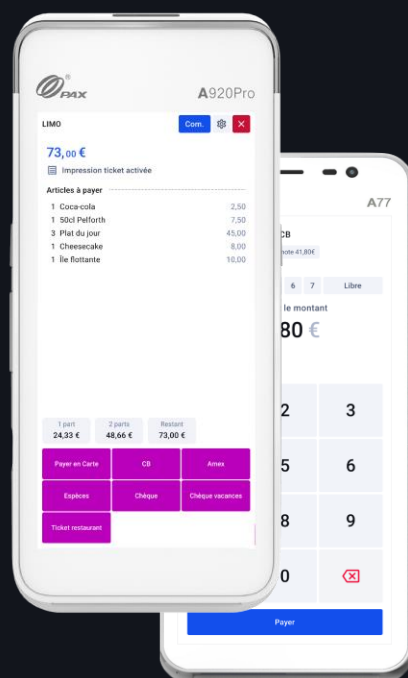 PAX®
A920Pro
LIMO
Com.
73,00 €
Impression ticket activée
Articles à payer
1 Coca-cola 2,50
1 50cl Pelforth 7,50
3 Plat du jour 45,00
1 Cheesecake 8,00
1 Île flottante 10,00
1 part 2 parts Restant
24,33 € 48,66 € 73,00 €
Payer en Carte CB Amex
Espèces Chèque Chèque vacances
Ticket restaurant
A77
CB
note 41,80€
6 7 Libre
le montant
80 €
2 3
5 6
8 9
0
Payer